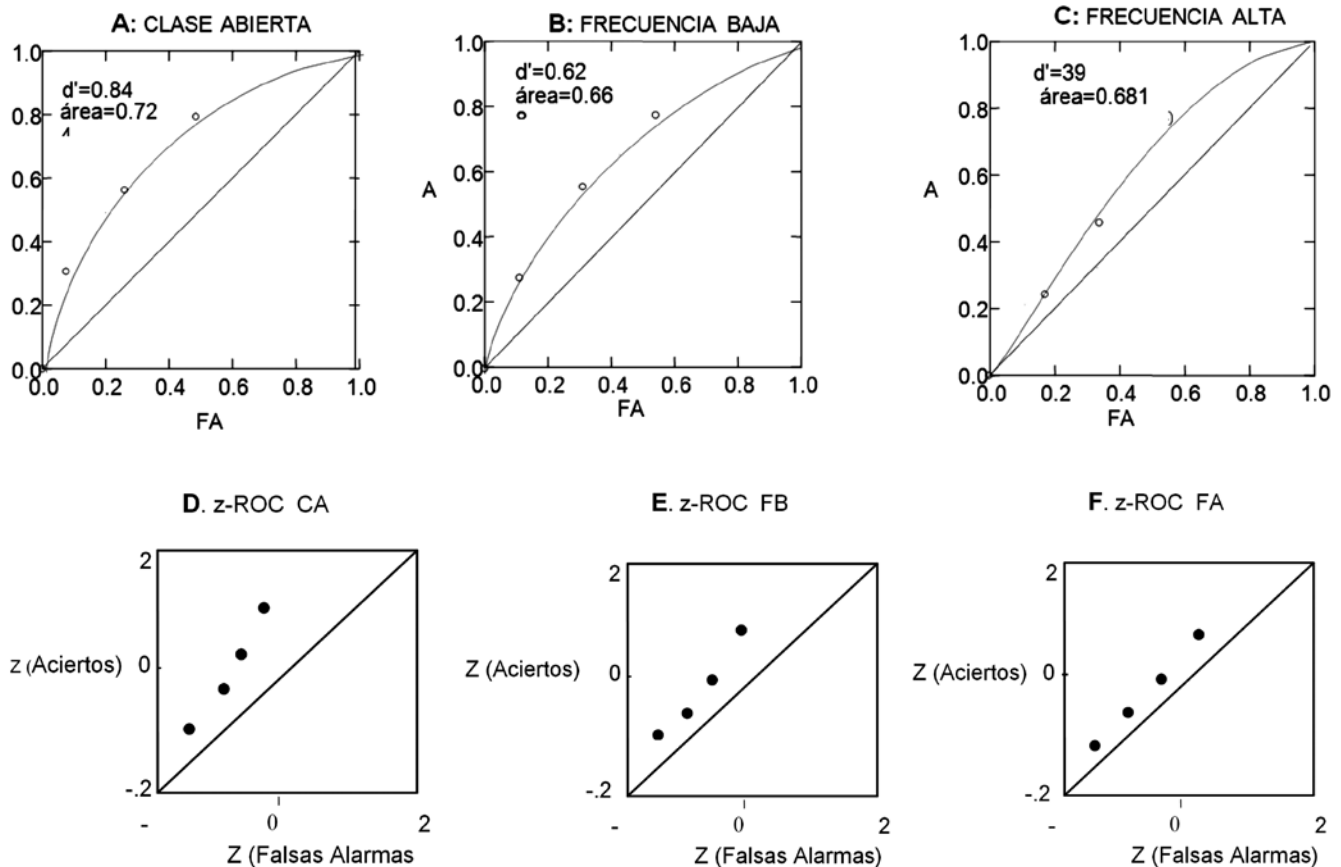 A: CLASE ABIERTA
1.0
0.8
0.6
0.4
0.2
0.0
d'=0.84
área=0.72
0.0 0.2 0.4 0.6 0.8 1.0
FA
B: FRECUENCIA BAJA
1.0
0.8
0.6
A
0.4
0.2
0.0
d'=0.62
área=0.66
0.0 0.2 0.4 0.6 0.8 1.0
FA
C: FRECUENCIA ALTA
1.0
0.8
0.6
A
0.4
0.2
0.0
d'=39
área=0.681
0.0 0.2 0.4 0.6 0.8 1.0
FA
D. z-ROC CA
2
Z (Aciertos) 0
-.2
- 0 2
Z (Falsas Alarmas
E. z-ROC FB
2
Z (Aciertos) 0
-.2
- 0 2
Z (Falsas Alarmas
F. z-ROC FA
2
Z (Aciertos) 0
-.2
- 0 2
Z (Falsas Alarmas